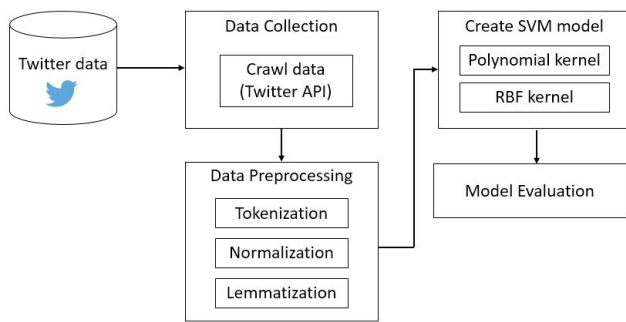 Twitter data
Data Collection
Crawl data
(Twitter API)
Data Preprocessing
Tokenization
Normalization
Lemmatization
Create SVM model
Polynomial kernel
RBF kernel
Model Evaluation